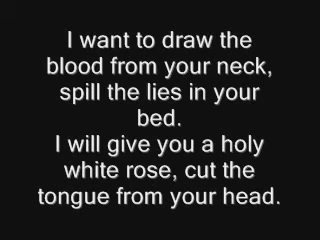 I want to draw the
blood from your neck,
spill the lies in your
bed.
I will give you a holy
white rose, cut the
tongue from your head.